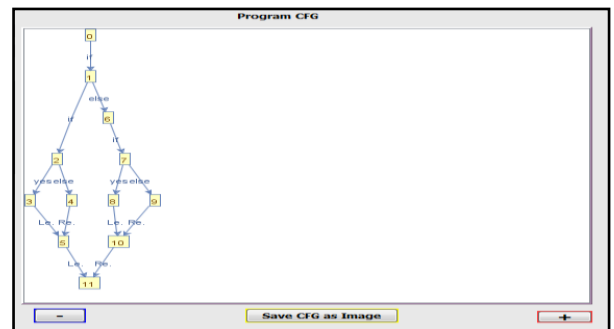 Program CFG
0
if
1
else
6
if
if
2
7
yes else
yes else
3
4
8
9
Le. Re.
Le. Re.
5
10
Le.
Re.
11
-
Save CFG as Image
+